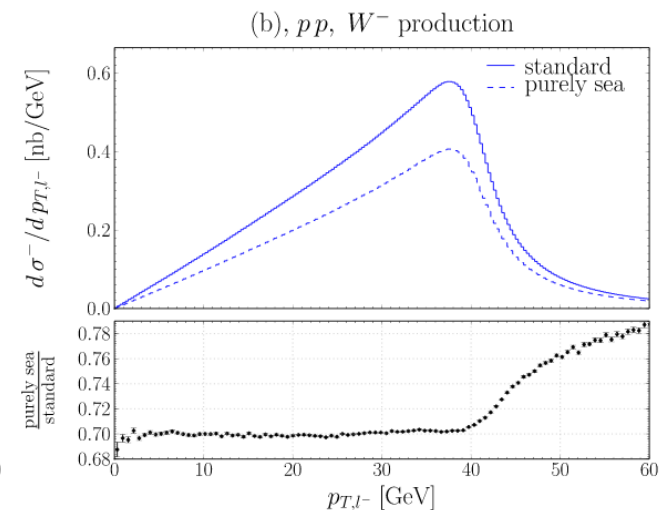 (b), p p, W⁻ production
dσ⁻/d p_{T,l⁻} [nb/GeV]
0.6
0.4
0.2
0.0
standard
purely sea
purely sea
standard
0.78
0.76
0.74
0.72
0.70
0.68
0 10 20 30 40 50 60
p_{T,l⁻} [GeV]
)